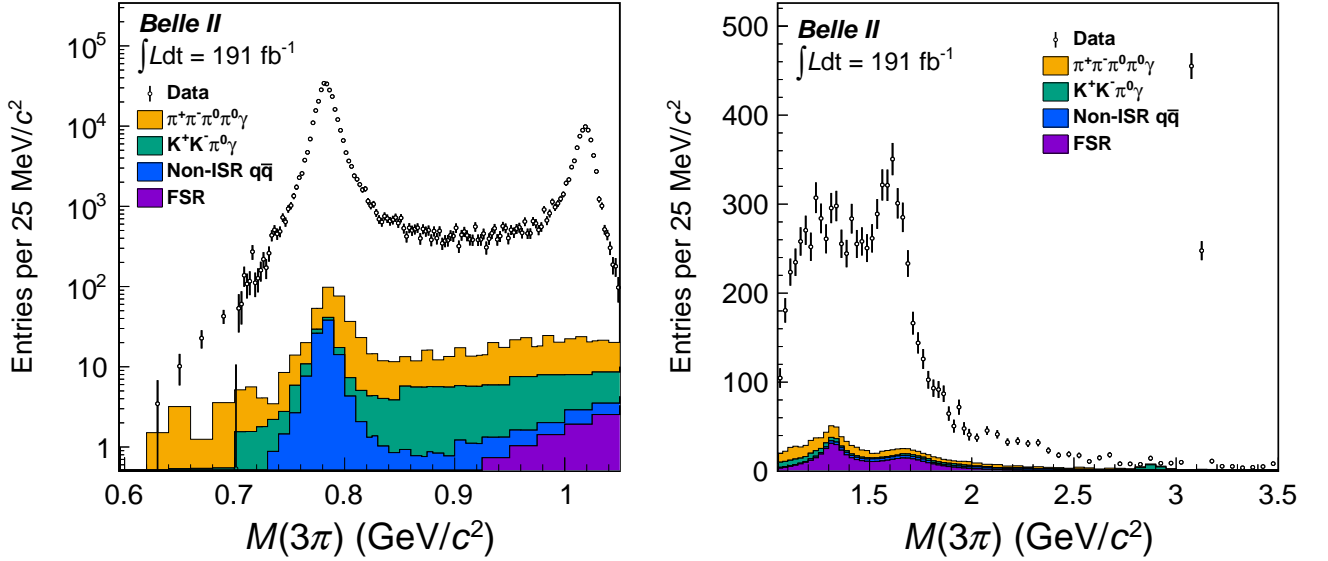 Belle II
∫Ldt = 191 fb⁻¹
Data
π⁺π⁻π⁰π⁰γ
K⁺K⁻π⁰γ
Non-ISR qq̅
FSR
Entries per 25 MeV/c²
10⁵
10⁴
10³
10²
10
1
0.6 0.7 0.8 0.9 1
M(3π) (GeV/c²)
Belle II
∫Ldt = 191 fb⁻¹
Data
π⁺π⁻π⁰π⁰γ
K⁺K⁻π⁰γ
Non-ISR qq̅
FSR
Entries per 25 MeV/c²
500
400
300
200
100
0
1.5 2 2.5 3 3.5
M(3π) (GeV/c²)